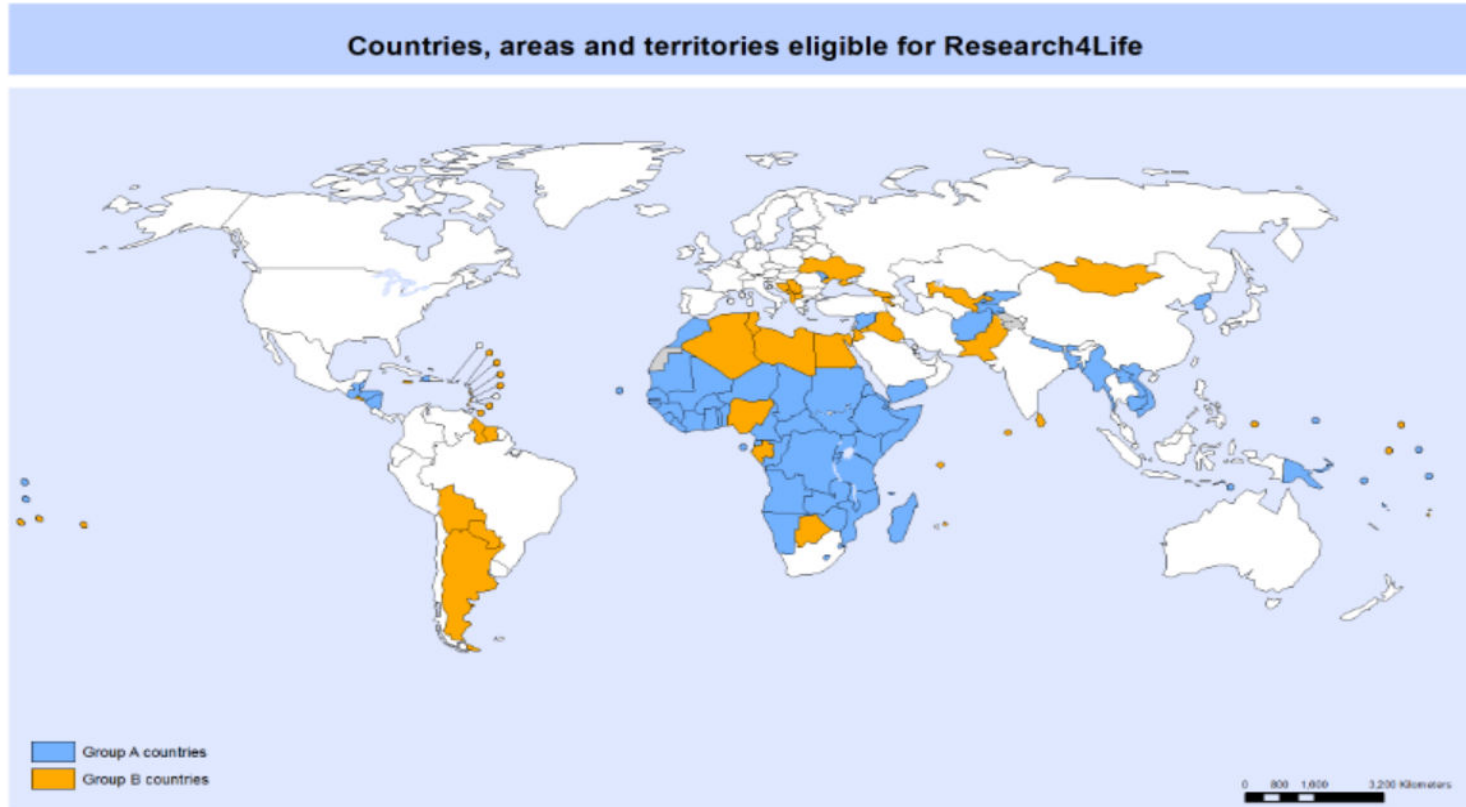 Countries, areas and territories eligible for Research4Life
Group A countries
Group B countries
0 800 1,600 3,200 Kilometers